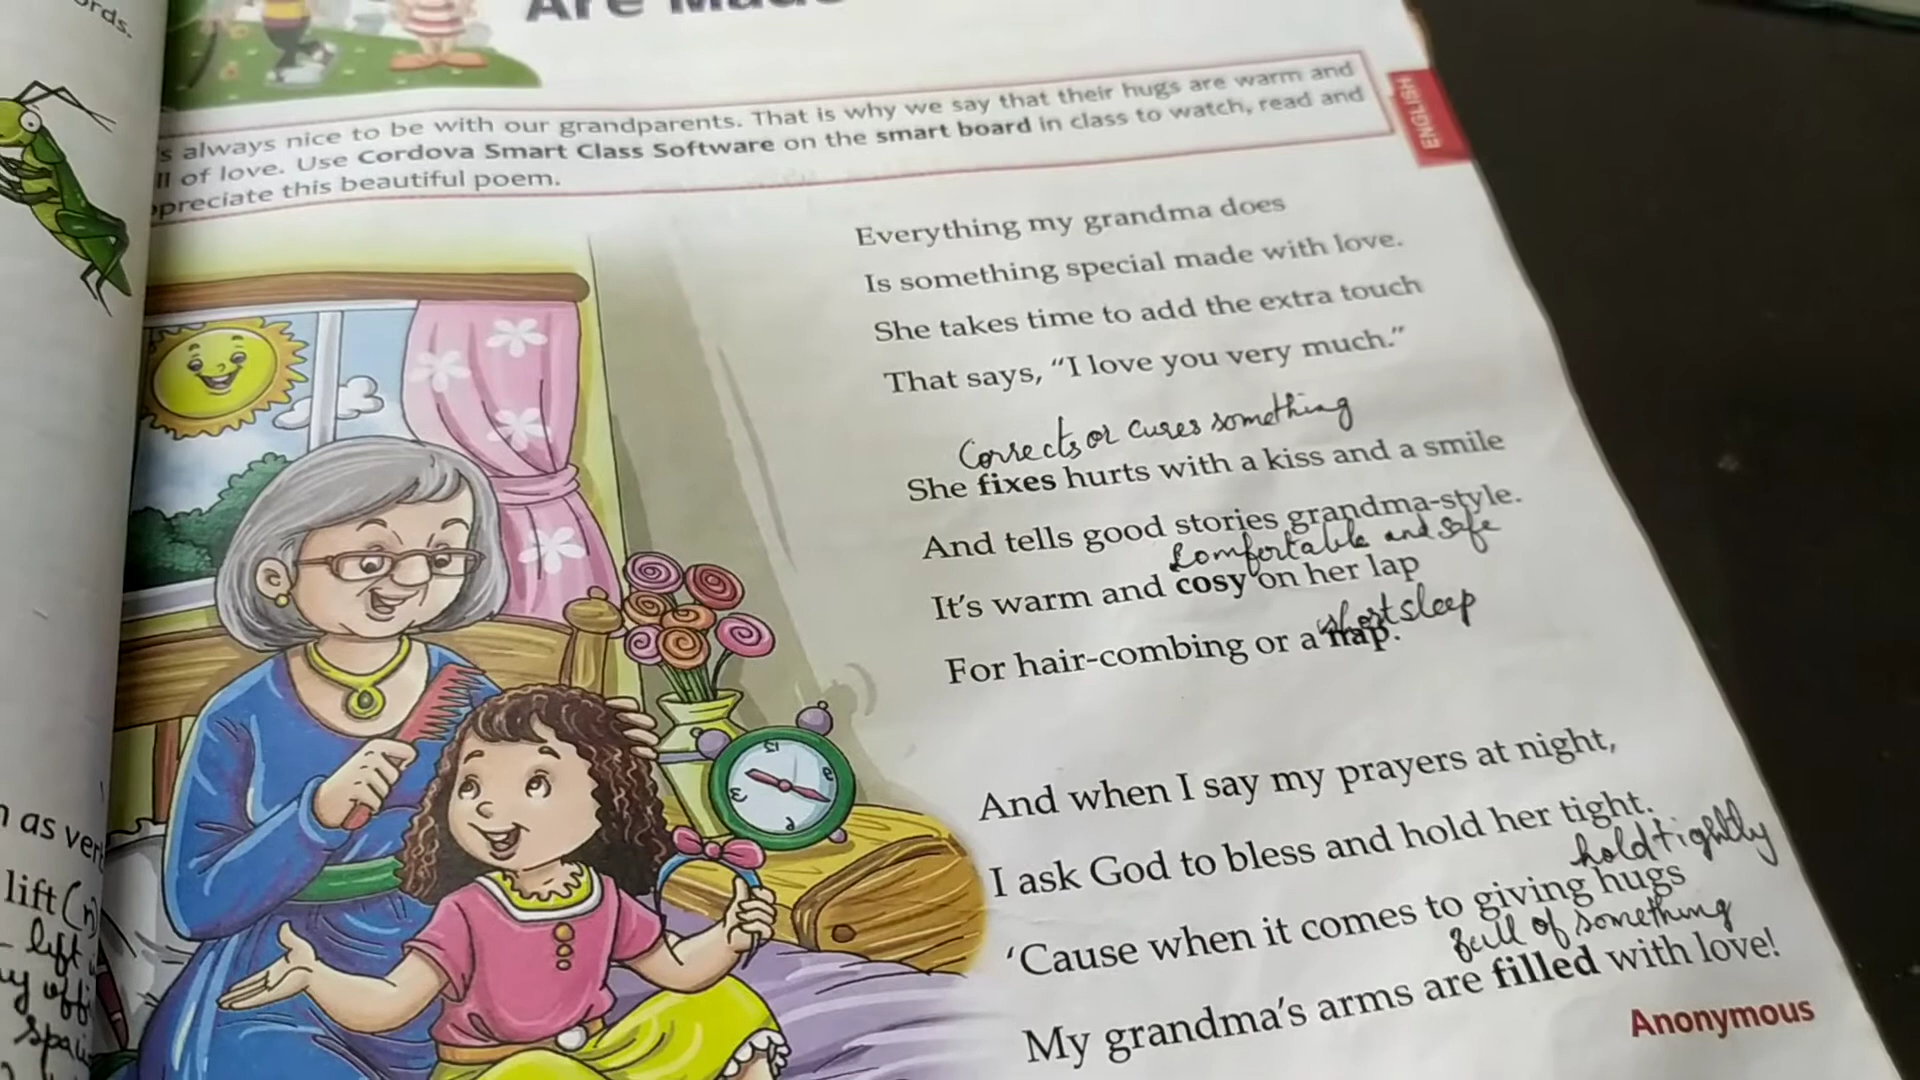 ords.
Are Made
s always nice to be with our grandparents. That is why we say that their hugs are warm and
ll of love. Use Cordova Smart Class Software on the smart board in class to watch, read and
preciate this beautiful poem.
ENGLISH
Everything my grandma does
Is something special made with love.
She takes time to add the extra touch
That says, “I love you very much.”
Corrects or cures something
She fixes hurts with a kiss and a smile
And tells good stories grandma-style.
Comfortable and safe
It’s warm and cosy on her lap
short sleep
For hair-combing or a nap.
And when I say my prayers at night,
I ask God to bless and hold her tight.
hold tightly
‘Cause when it comes to giving hugs
full of something
My grandma’s arms are filled with love!
Anonymous
12
9
3
6
as ver
lift (n)
- lift